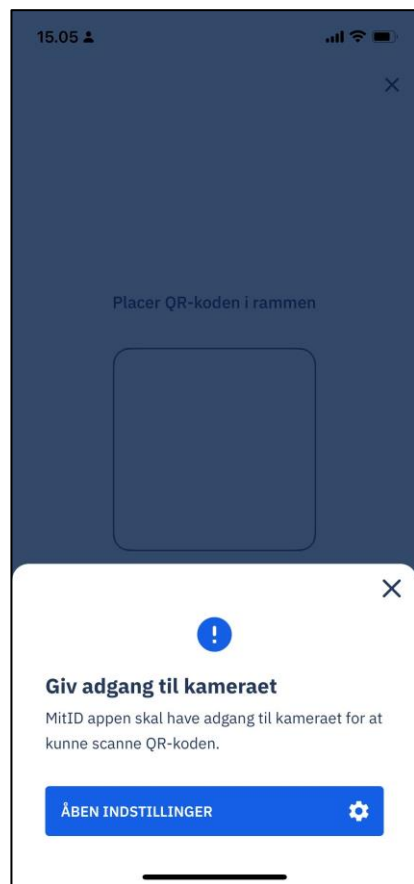 15.05
Placer QR-koden i rammen
Giv adgang til kameraet
MitID appen skal have adgang til kameraet for at
kunne scanne QR-koden.
ÅBEN INDSTILLINGER